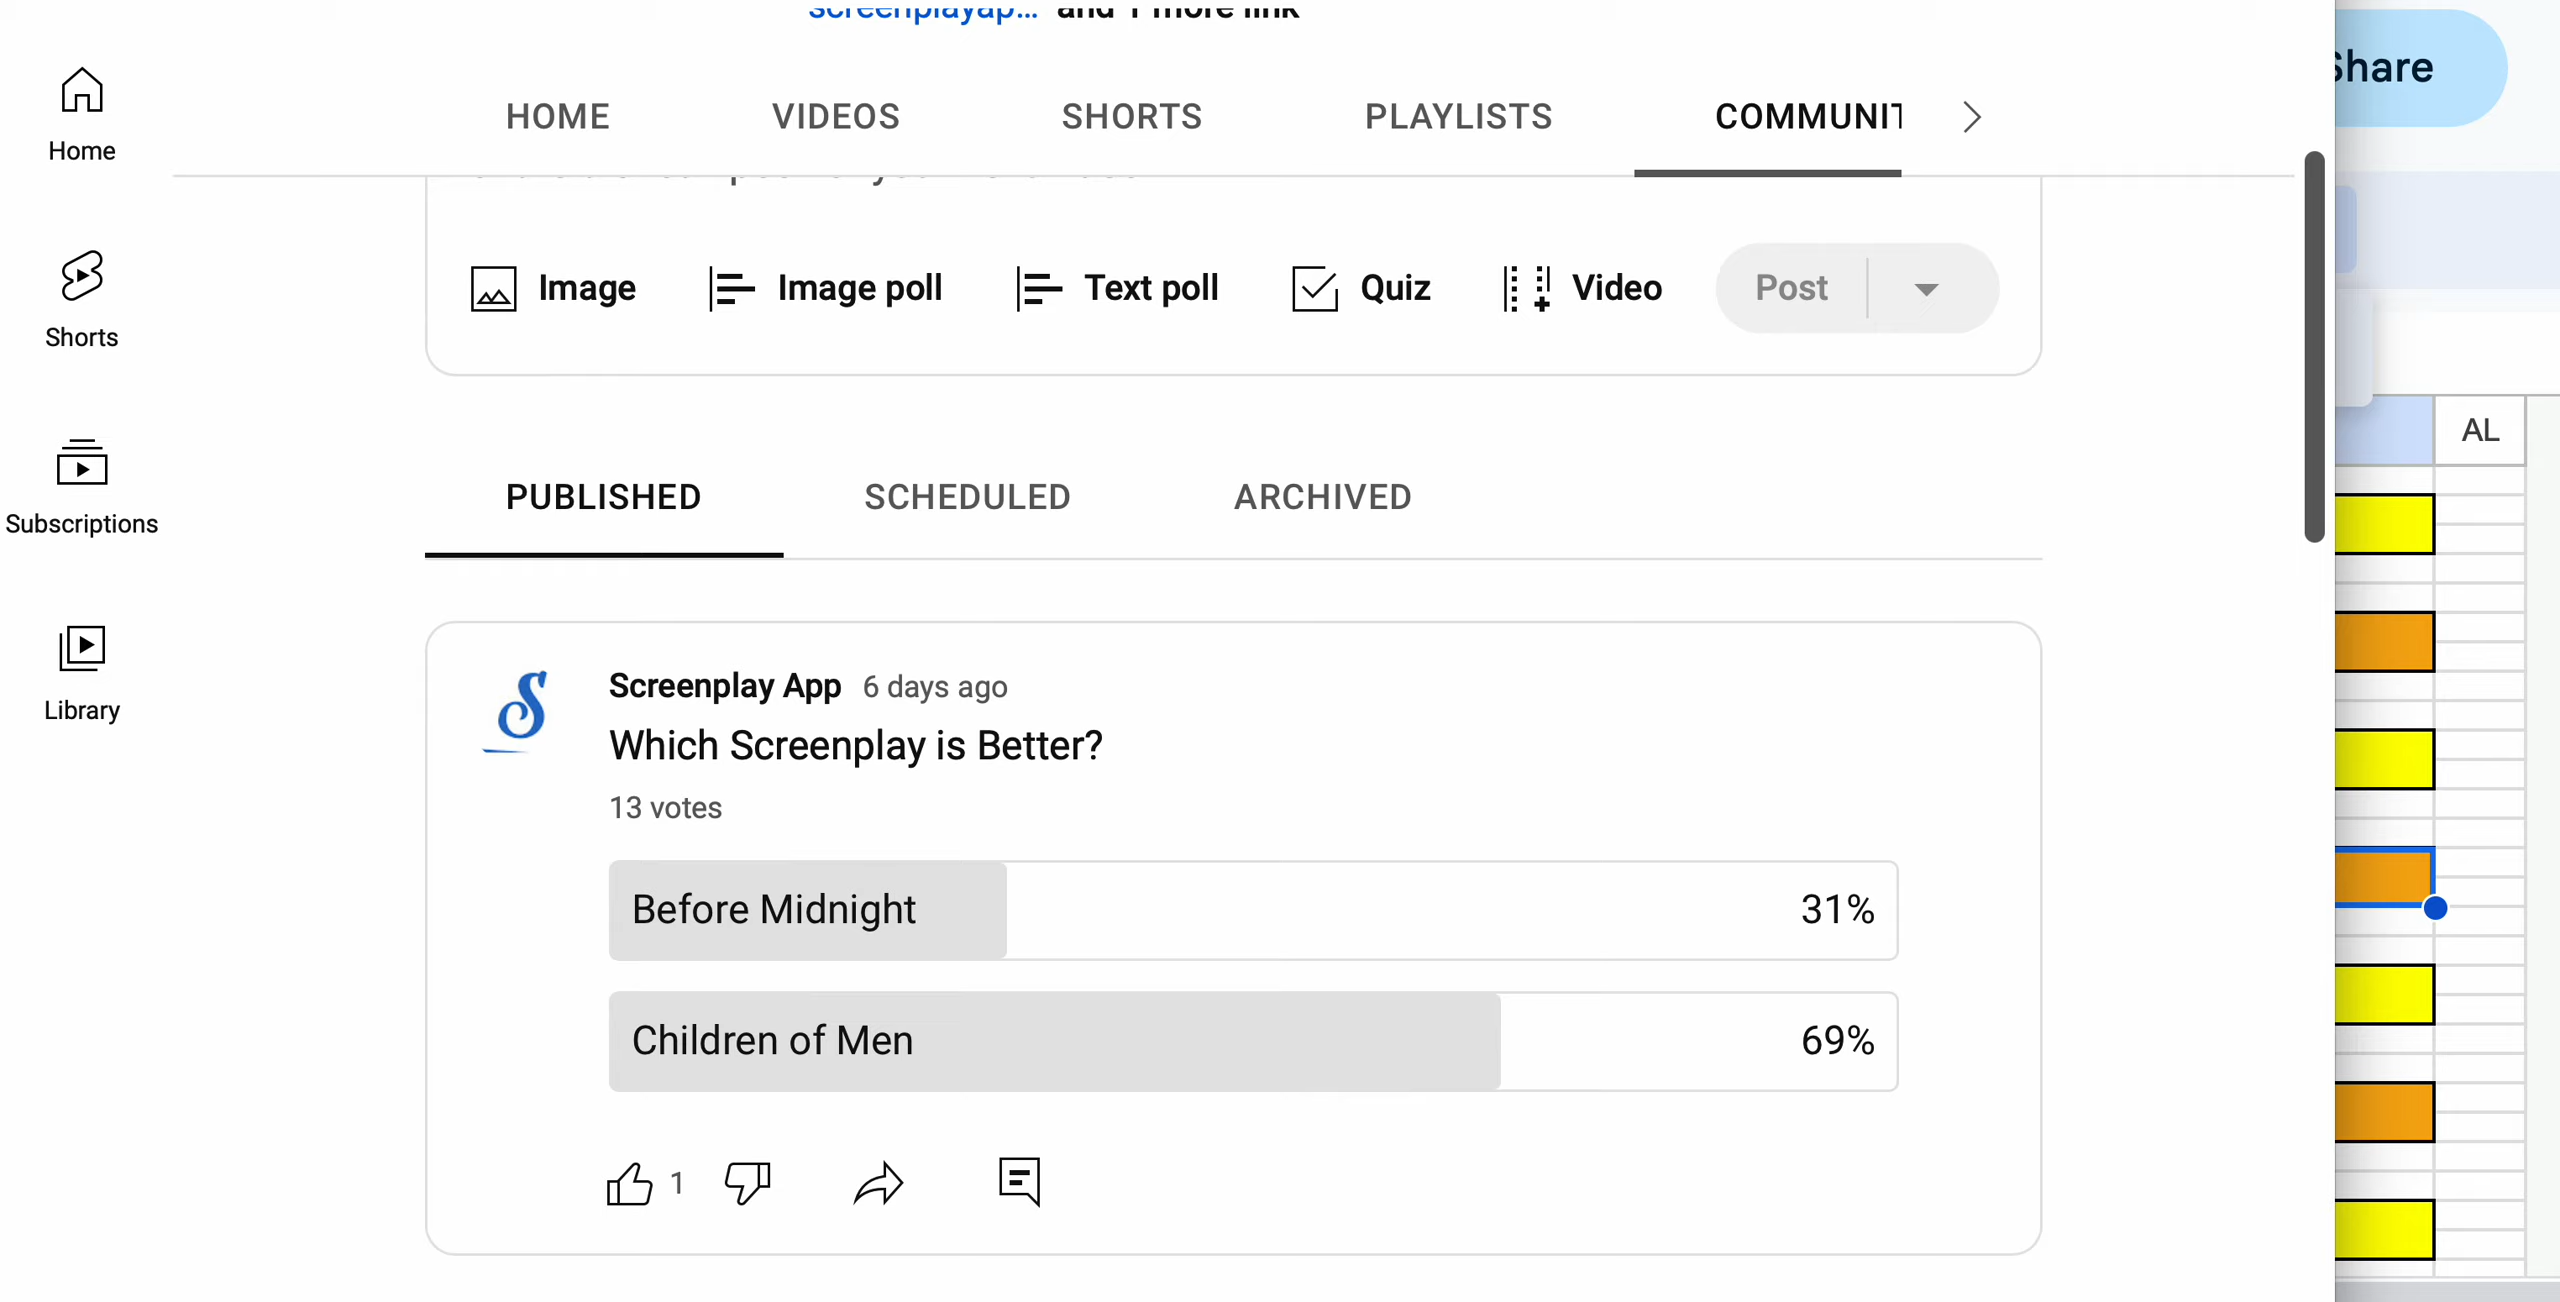 screenplayap... and 1 more link
Share
Home
HOME
VIDEOS
SHORTS
PLAYLISTS
COMMUNIT
Shorts
Image
Image poll
Text poll
Quiz
Video
Post
AL
Subscriptions
PUBLISHED
SCHEDULED
ARCHIVED
Library
S
Screenplay App 6 days ago
Which Screenplay is Better?
13 votes
Before Midnight 31%
Children of Men 69%
1